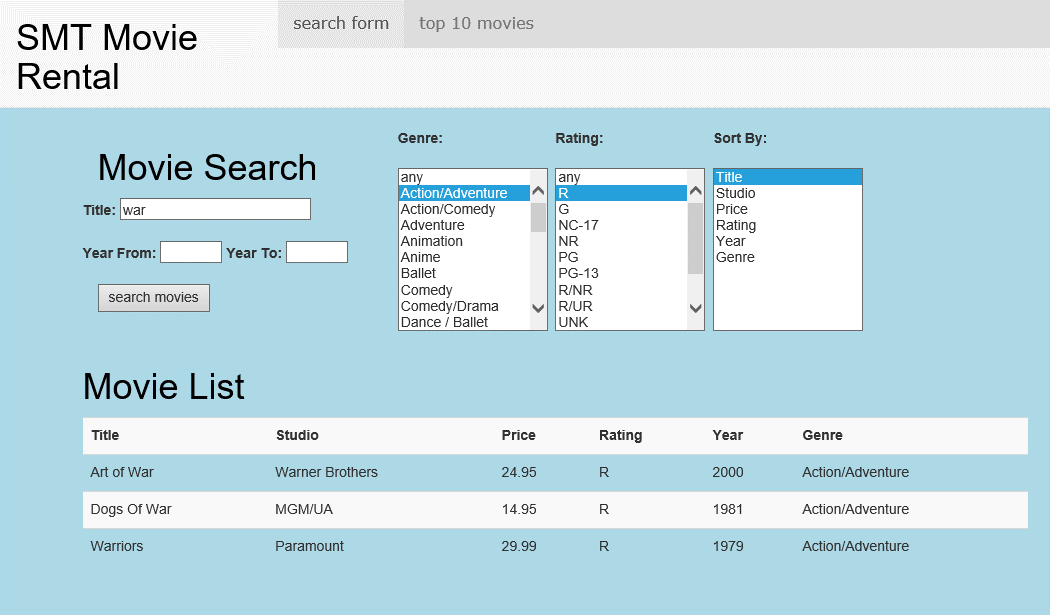 SMT Movie
Rental
search form
top 10 movies
Movie Search
Title: war
Year From: Year To:
search movies
Genre:
any
Action/Adventure
Action/Comedy
Adventure
Animation
Anime
Ballet
Comedy
Comedy/Drama
Dance / Ballet
Rating:
any
R
G
NC-17
NR
PG
PG-13
R/NR
R/UR
UNK
Sort By:
Title
Studio
Price
Rating
Year
Genre
Movie List
Title Studio Price Rating Year Genre
Art of War Warner Brothers 24.95 R 2000 Action/Adventure
Dogs Of War MGM/UA 14.95 R 1981 Action/Adventure
Warriors Paramount 29.99 R 1979 Action/Adventure